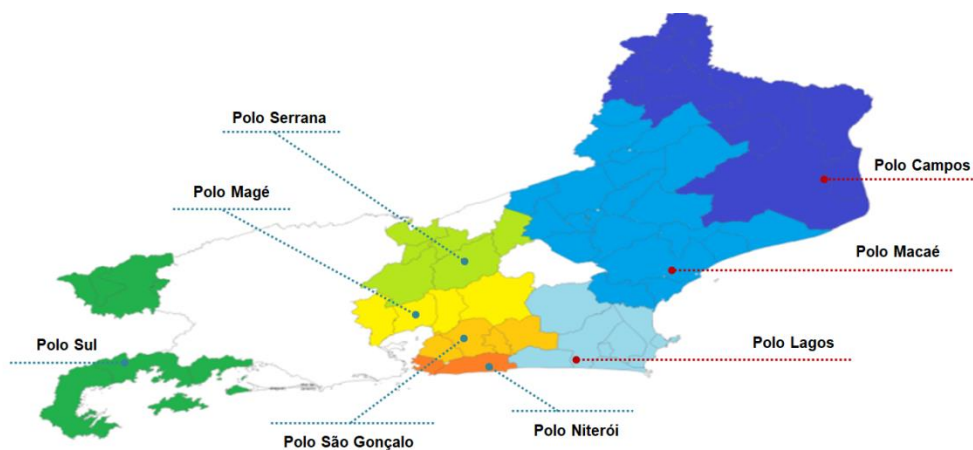 Polo Serrana
Polo Campos
Polo Magé
Polo Macaé
Polo Sul
Polo Lagos
Polo Niterói
Polo São Gonçalo